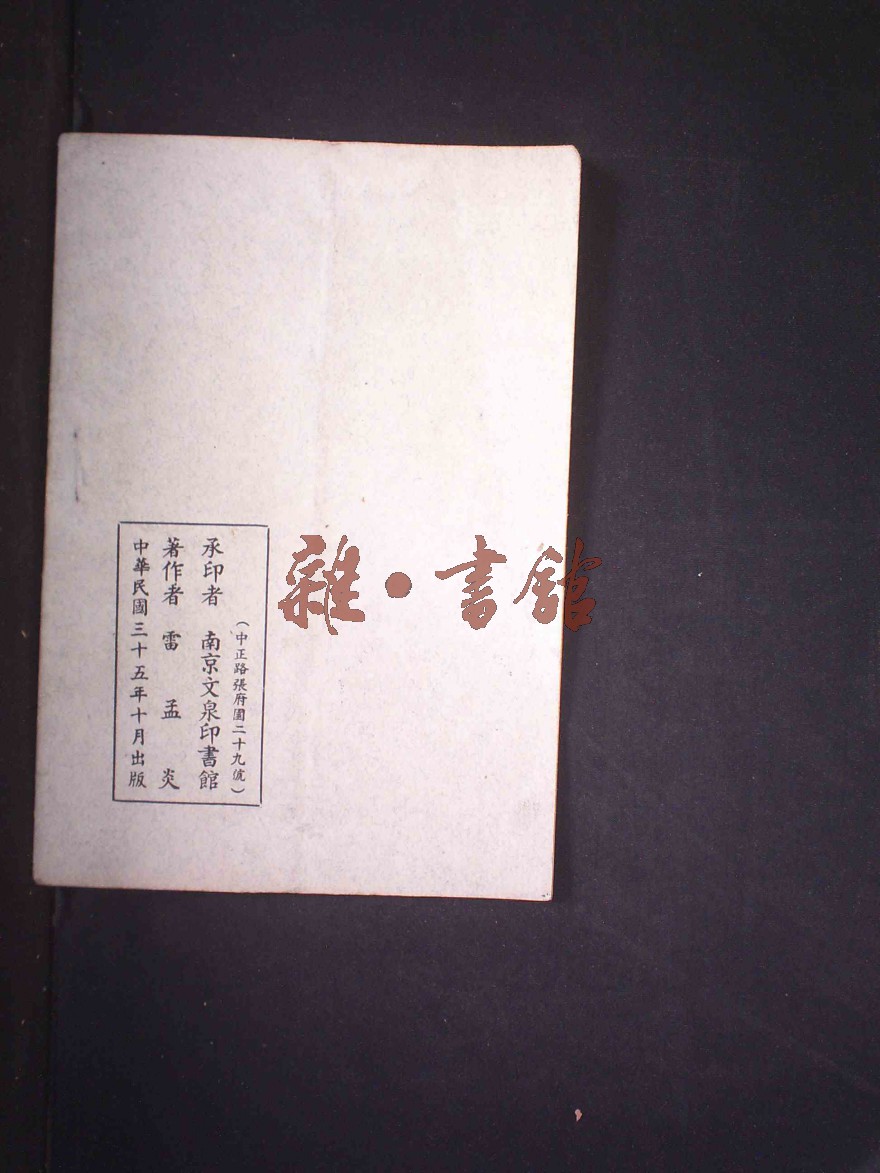 (中正路張府園二十九號)
承印者 南京文泉印書館
著作者 雷孟炎
中華民國三十五年十月出版
雜·書館